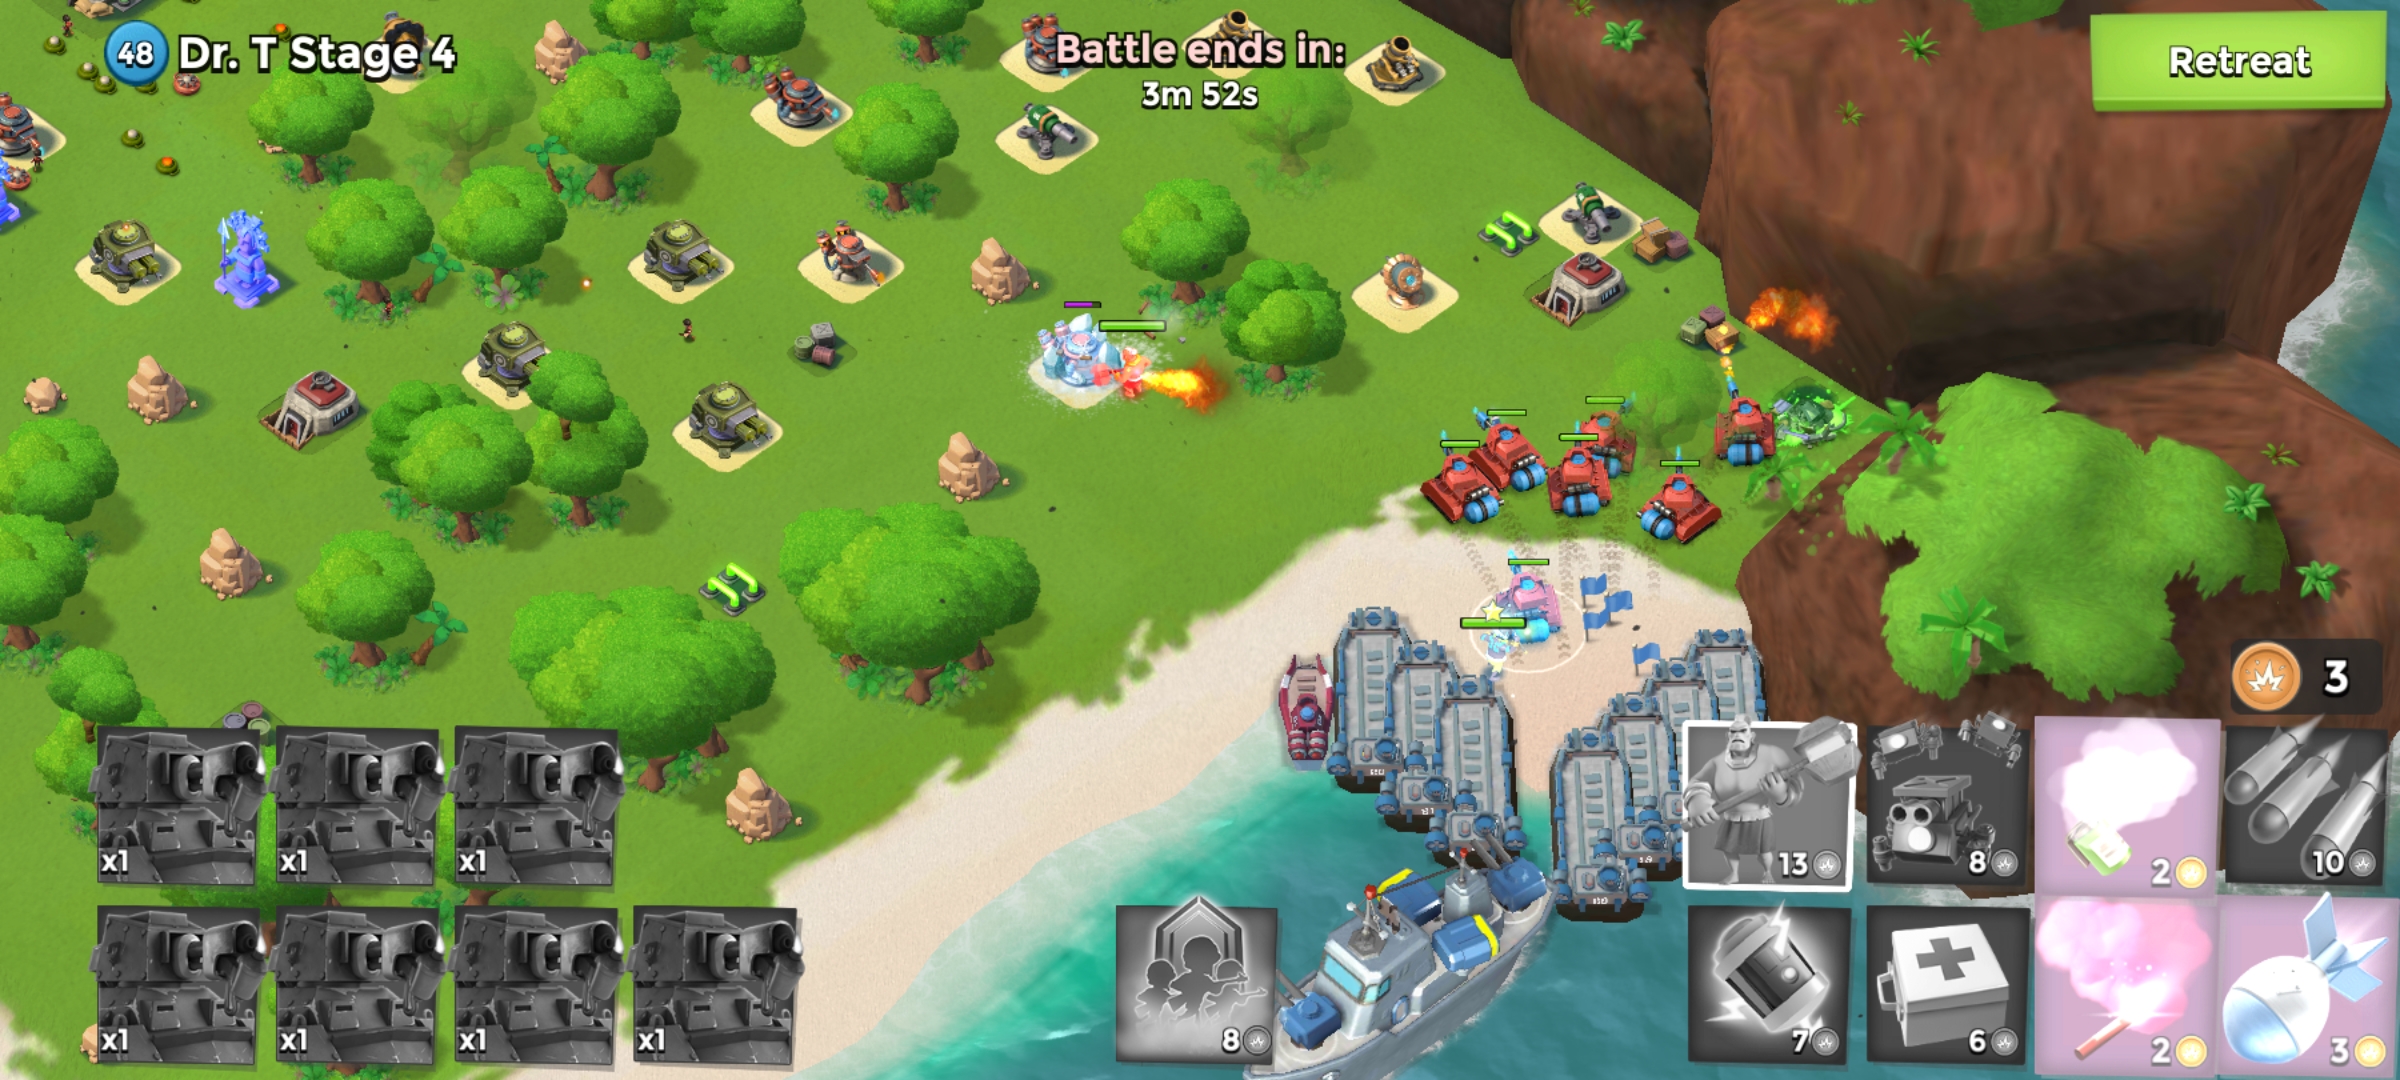 48 Dr. T Stage 4
Battle ends in:
3m 52s
Retreat
3
x1 x1 x1
13 8 2 10
x1 x1 x1 x1
8
7 6 2 3